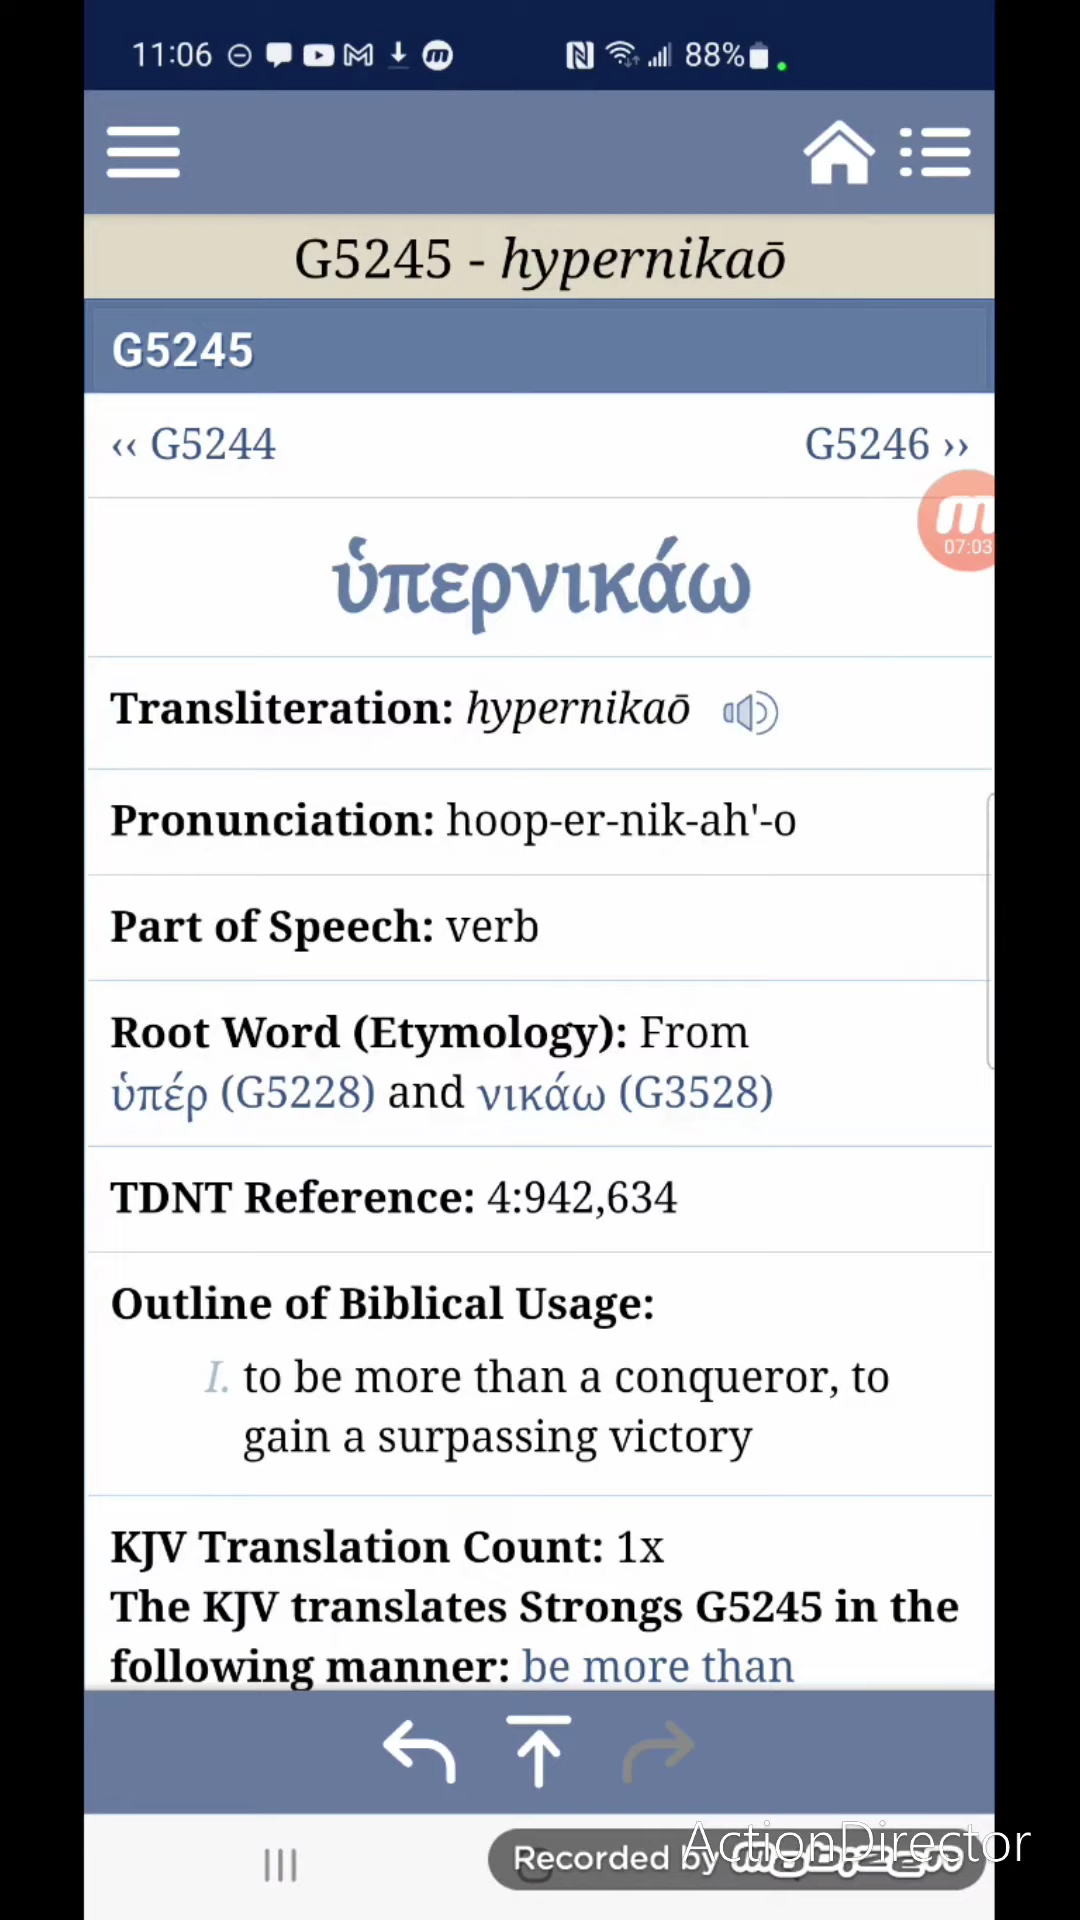 11:06 88%
G5245 - hypernikaō
G5245
‹‹ G5244 G5246 ››
07:03
ὑπερνικάω
Transliteration: hypernikaō
Pronunciation: hoop-er-nik-ah'-o
Part of Speech: verb
Root Word (Etymology): From
ὑπέρ (G5228) and νικάω (G3528)
TDNT Reference: 4:942,634
Outline of Biblical Usage:
I. to be more than a conqueror, to
gain a surpassing victory
KJV Translation Count: 1x
The KJV translates Strongs G5245 in the
following manner: be more than
ActionDirector
Recorded by